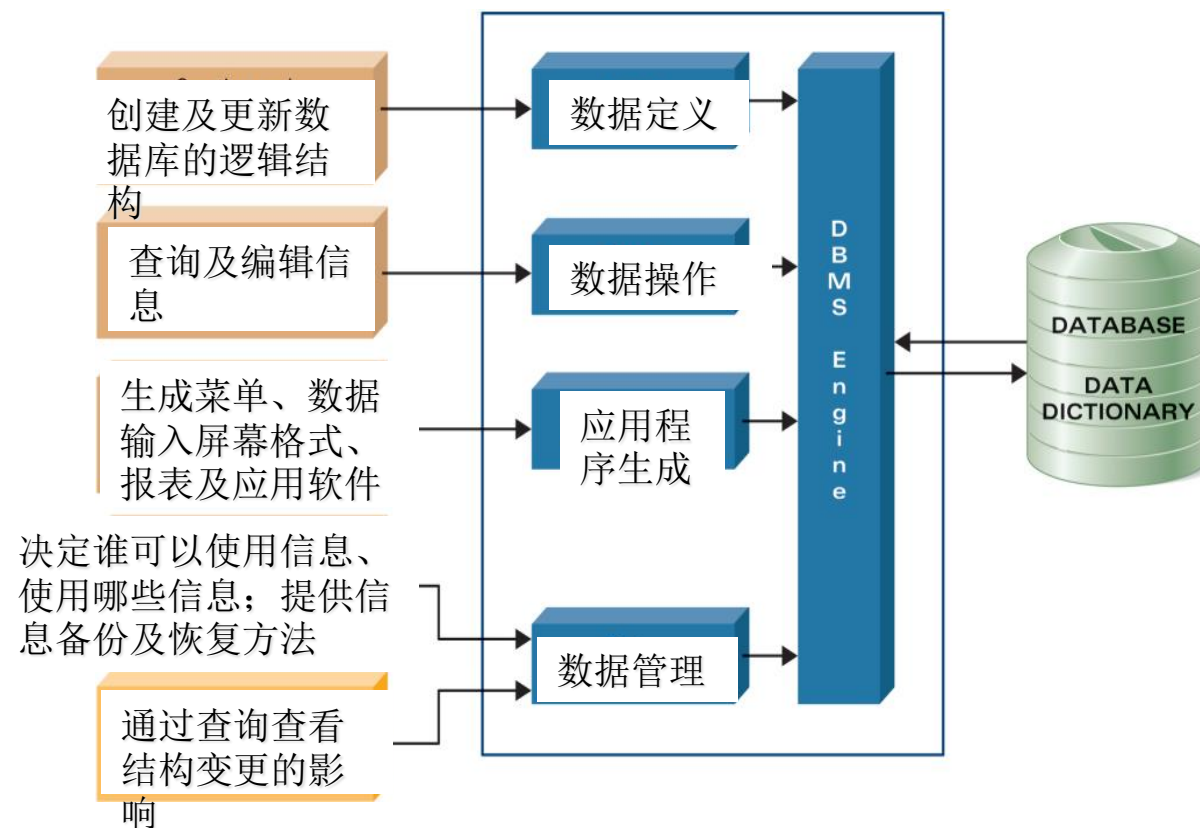 创建及更新数
据库的逻辑结
构
数据定义
查询及编辑信
息
数据操作
生成菜单、数据
输入屏幕格式、
报表及应用软件
应用程
序生成
决定谁可以使用信息、
使用哪些信息；提供信
息备份及恢复方法
数据管理
通过查询查看
结构变更的影
响
DBMS Engine
DATABASE
DATA
DICTIONARY